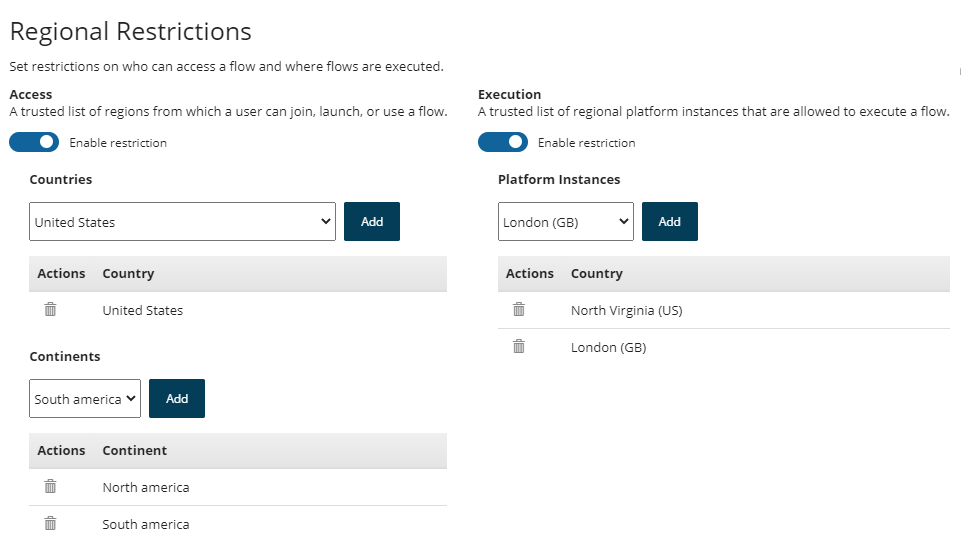 Regional Restrictions
Set restrictions on who can access a flow and where flows are executed.
Access
A trusted list of regions from which a user can join, launch, or use a flow.
Enable restriction
Countries
United States
Add
Actions Country
United States
Continents
South america
Add
Actions Continent
North america
South america
Execution
A trusted list of regional platform instances that are allowed to execute a flow.
Enable restriction
Platform Instances
London (GB)
Add
Actions Country
North Virginia (US)
London (GB)